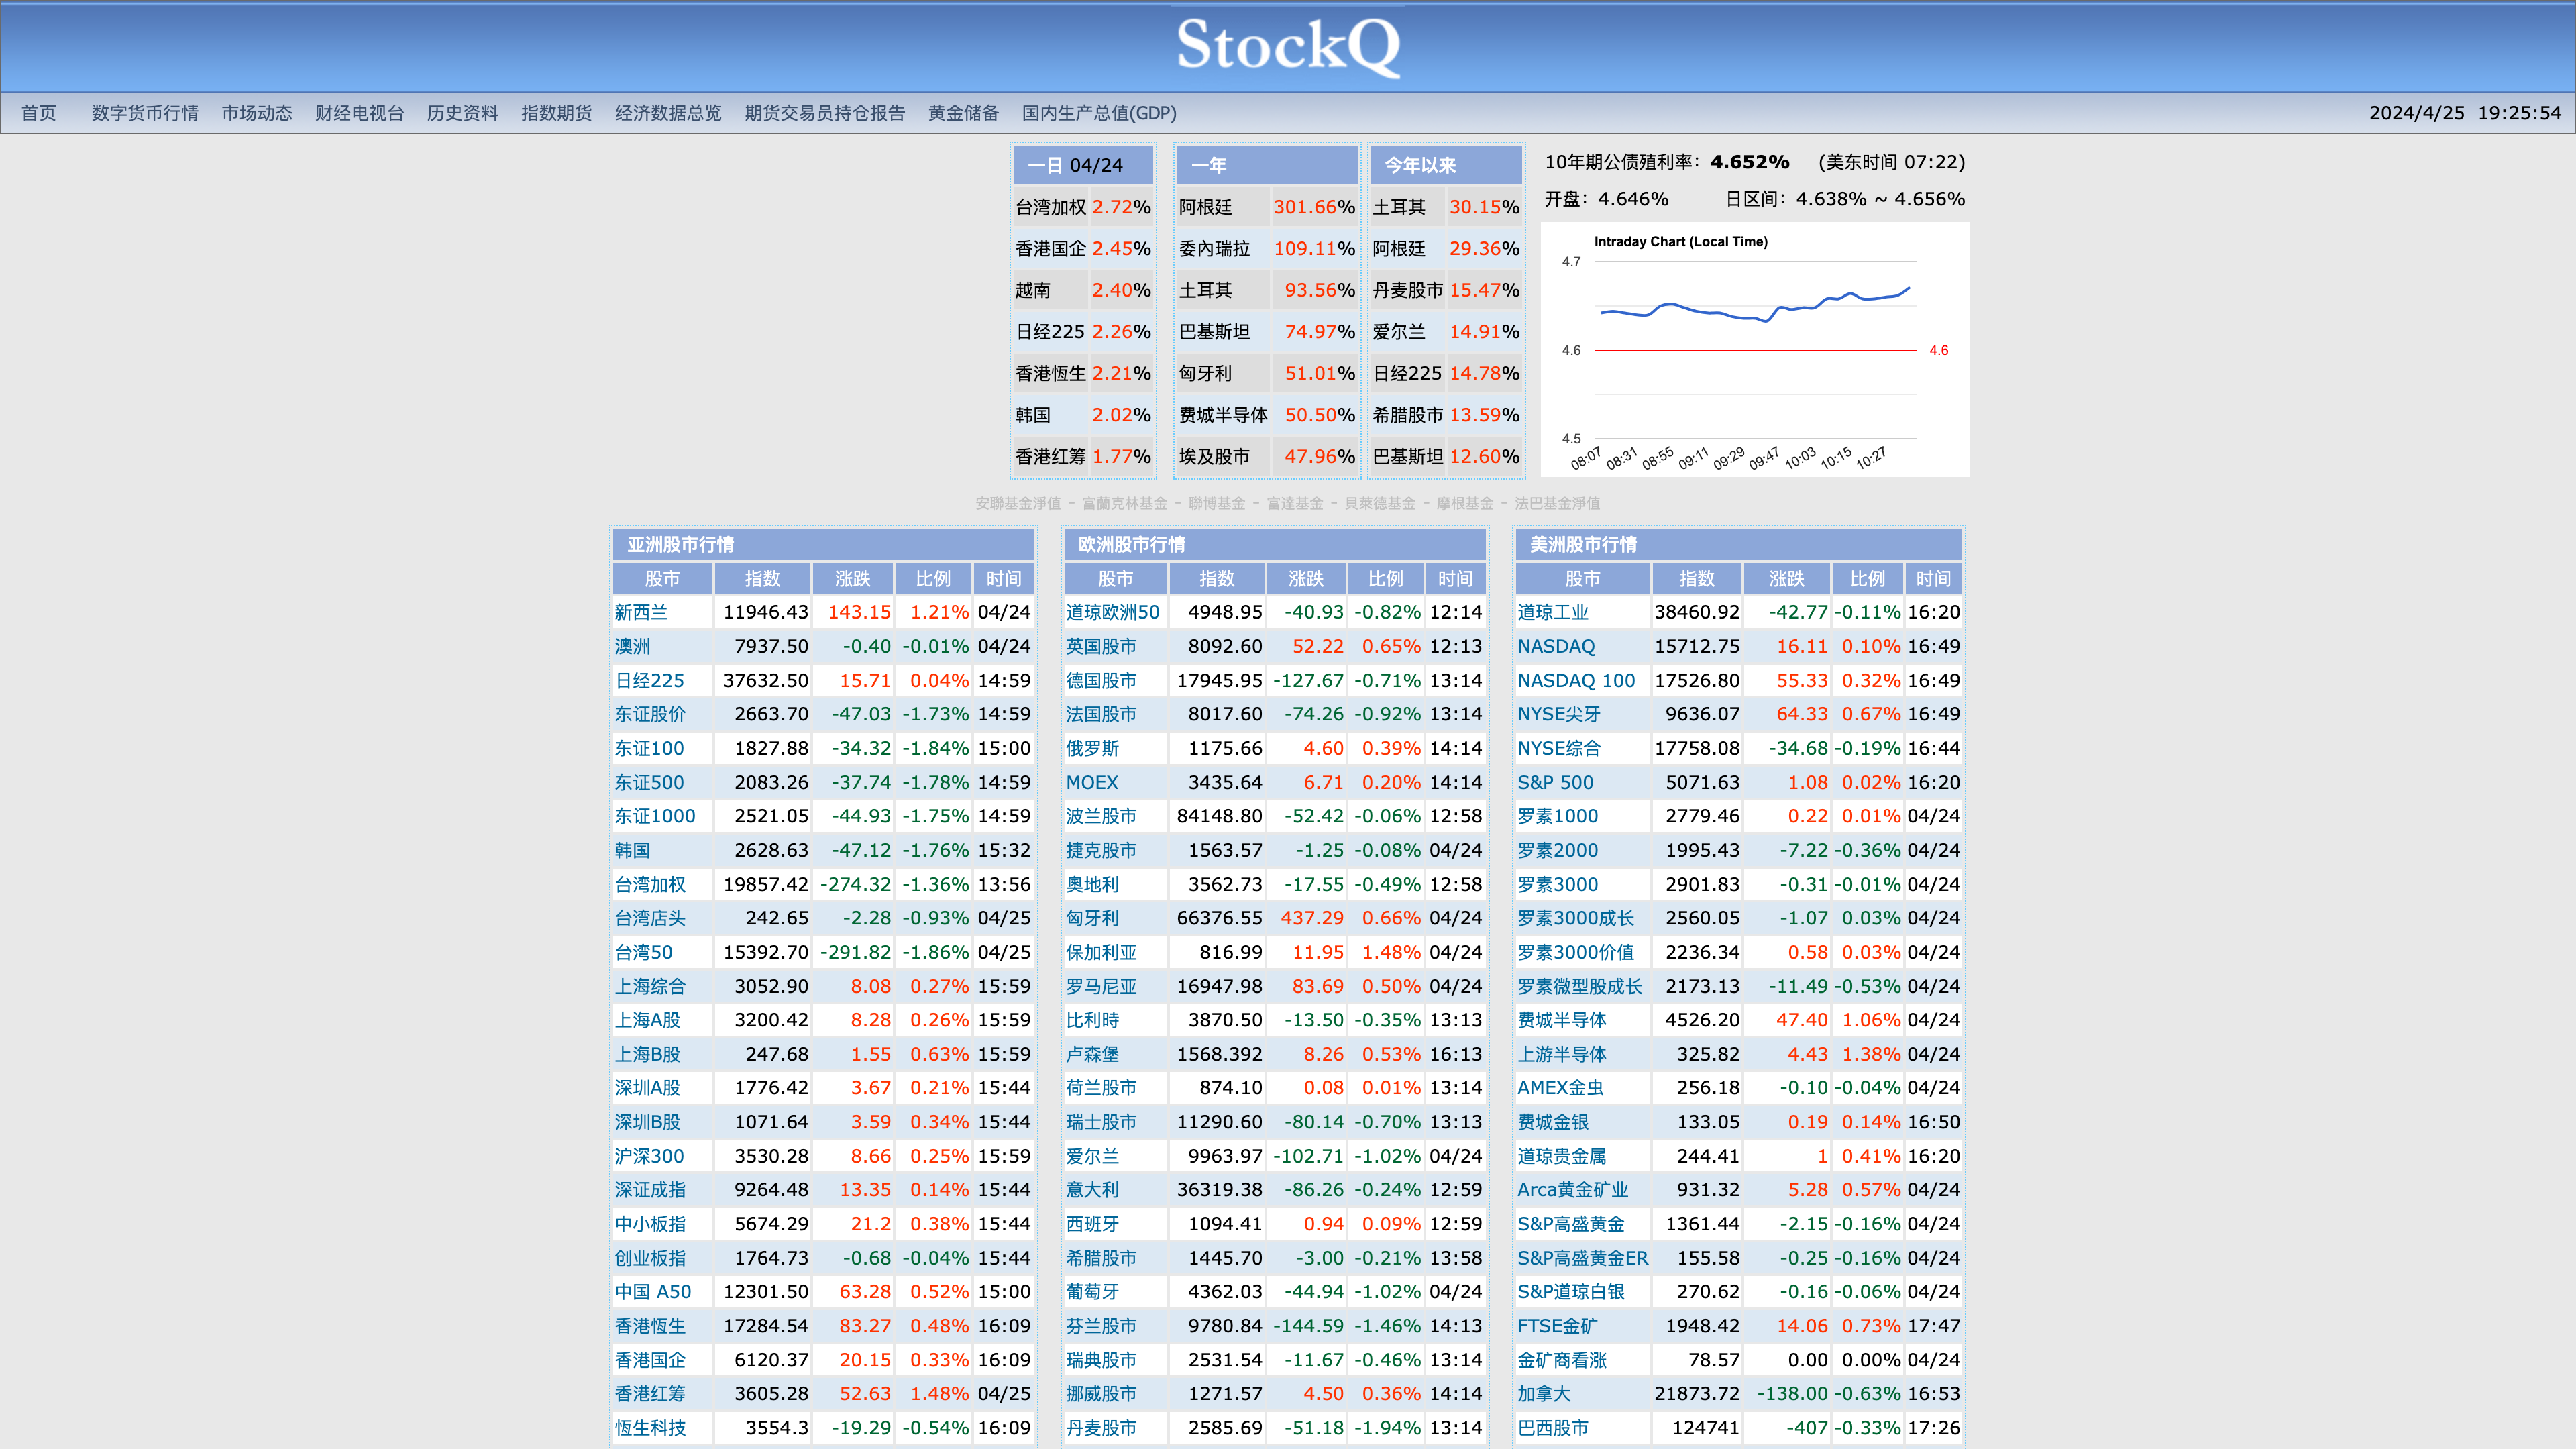 StockQ
首页 数字货币行情 市场动态 财经电视台 历史资料 指数期货 经济数据总览 期货交易员持仓报告 黄金储备 国内生产总值(GDP) 2024/4/25 19:25:54
一日 04/24
台湾加权 2.72%
香港国企 2.45%
越南 2.40%
日经225 2.26%
香港恆生 2.21%
韩国 2.02%
香港红筹 1.77%
一年
阿根廷 301.66%
委內瑞拉 109.11%
土耳其 93.56%
巴基斯坦 74.97%
匈牙利 51.01%
费城半导体 50.50%
埃及股市 47.96%
今年以来
土耳其 30.15%
阿根廷 29.36%
丹麦股市 15.47%
爱尔兰 14.91%
日经225 14.78%
希腊股市 13.59%
巴基斯坦 12.60%
10年期公债殖利率: 4.652% (美东时间 07:22)
开盘: 4.646% 日区间: 4.638% ~ 4.656%
Intraday Chart (Local Time)
4.7
4.6 4.6
4.5
08:07 08:31 08:55 09:11 09:29 09:47 10:03 10:15 10:27
安聯基金淨值 - 富蘭克林基金 - 聯博基金 - 富達基金 - 貝萊德基金 - 摩根基金 - 法巴基金淨值
亚洲股市行情
股市 指数 涨跌 比例 时间
新西兰 11946.43 143.15 1.21% 04/24
澳洲 7937.50 -0.40 -0.01% 04/24
日经225 37632.50 15.71 0.04% 14:59
东证股价 2663.70 -47.03 -1.73% 14:59
东证100 1827.88 -34.32 -1.84% 15:00
东证500 2083.26 -37.74 -1.78% 14:59
东证1000 2521.05 -44.93 -1.75% 14:59
韩国 2628.63 -47.12 -1.76% 15:32
台湾加权 19857.42 -274.32 -1.36% 13:56
台湾店头 242.65 -2.28 -0.93% 04/25
台湾50 15392.70 -291.82 -1.86% 04/25
上海综合 3052.90 8.08 0.27% 15:59
上海A股 3200.42 8.28 0.26% 15:59
上海B股 247.68 1.55 0.63% 15:59
深圳A股 1776.42 3.67 0.21% 15:44
深圳B股 1071.64 3.59 0.34% 15:44
沪深300 3530.28 8.66 0.25% 15:59
深证成指 9264.48 13.35 0.14% 15:44
中小板指 5674.29 21.2 0.38% 15:44
创业板指 1764.73 -0.68 -0.04% 15:44
中国 A50 12301.50 63.28 0.52% 15:00
香港恆生 17284.54 83.27 0.48% 16:09
香港国企 6120.37 20.15 0.33% 16:09
香港红筹 3605.28 52.63 1.48% 04/25
恆生科技 3554.3 -19.29 -0.54% 16:09
欧洲股市行情
股市 指数 涨跌 比例 时间
道琼欧洲50 4948.95 -40.93 -0.82% 12:14
英国股市 8092.60 52.22 0.65% 12:13
德国股市 17945.95 -127.67 -0.71% 13:14
法国股市 8017.60 -74.26 -0.92% 13:14
俄罗斯 1175.66 4.60 0.39% 14:14
MOEX 3435.64 6.71 0.20% 14:14
波兰股市 84148.80 -52.42 -0.06% 12:58
捷克股市 1563.57 -1.25 -0.08% 04/24
奥地利 3562.73 -17.55 -0.49% 12:58
匈牙利 66376.55 437.29 0.66% 04/24
保加利亚 816.99 11.95 1.48% 04/24
罗马尼亚 16947.98 83.69 0.50% 04/24
比利時 3870.50 -13.50 -0.35% 13:13
卢森堡 1568.392 8.26 0.53% 16:13
荷兰股市 874.10 0.08 0.01% 13:14
瑞士股市 11290.60 -80.14 -0.70% 13:13
爱尔兰 9963.97 -102.71 -1.02% 04/24
意大利 36319.38 -86.26 -0.24% 12:59
西班牙 1094.41 0.94 0.09% 12:59
希腊股市 1445.70 -3.00 -0.21% 13:58
葡萄牙 4362.03 -44.94 -1.02% 04/24
芬兰股市 9780.84 -144.59 -1.46% 14:13
瑞典股市 2531.54 -11.67 -0.46% 13:14
挪威股市 1271.57 4.50 0.36% 14:14
丹麦股市 2585.69 -51.18 -1.94% 13:14
美洲股市行情
股市 指数 涨跌 比例 时间
道琼工业 38460.92 -42.77 -0.11% 16:20
NASDAQ 15712.75 16.11 0.10% 16:49
NASDAQ 100 17526.80 55.33 0.32% 16:49
NYSE尖牙 9636.07 64.33 0.67% 16:49
NYSE综合 17758.08 -34.68 -0.19% 16:44
S&P 500 5071.63 1.08 0.02% 16:20
罗素1000 2779.46 0.22 0.01% 04/24
罗素2000 1995.43 -7.22 -0.36% 04/24
罗素3000 2901.83 -0.31 -0.01% 04/24
罗素3000成长 2560.05 -1.07 0.03% 04/24
罗素3000价值 2236.34 0.58 0.03% 04/24
罗素微型股成长 2173.13 -11.49 -0.53% 04/24
费城半导体 4526.20 47.40 1.06% 04/24
上游半导体 325.82 4.43 1.38% 04/24
AMEX金虫 256.18 -0.10 -0.04% 04/24
费城金银 133.05 0.19 0.14% 16:50
道琼贵金属 244.41 1 0.41% 16:20
Arca黄金矿业 931.32 5.28 0.57% 04/24
S&P高盛黄金 1361.44 -2.15 -0.16% 04/24
S&P高盛黄金ER 155.58 -0.25 -0.16% 04/24
S&P道琼白银 270.62 -0.16 -0.06% 04/24
FTSE金矿 1948.42 14.06 0.73% 17:47
金矿商看涨 78.57 0.00 0.00% 04/24
加拿大 21873.72 -138.00 -0.63% 16:53
巴西股市 124741 -407 -0.33% 17:26